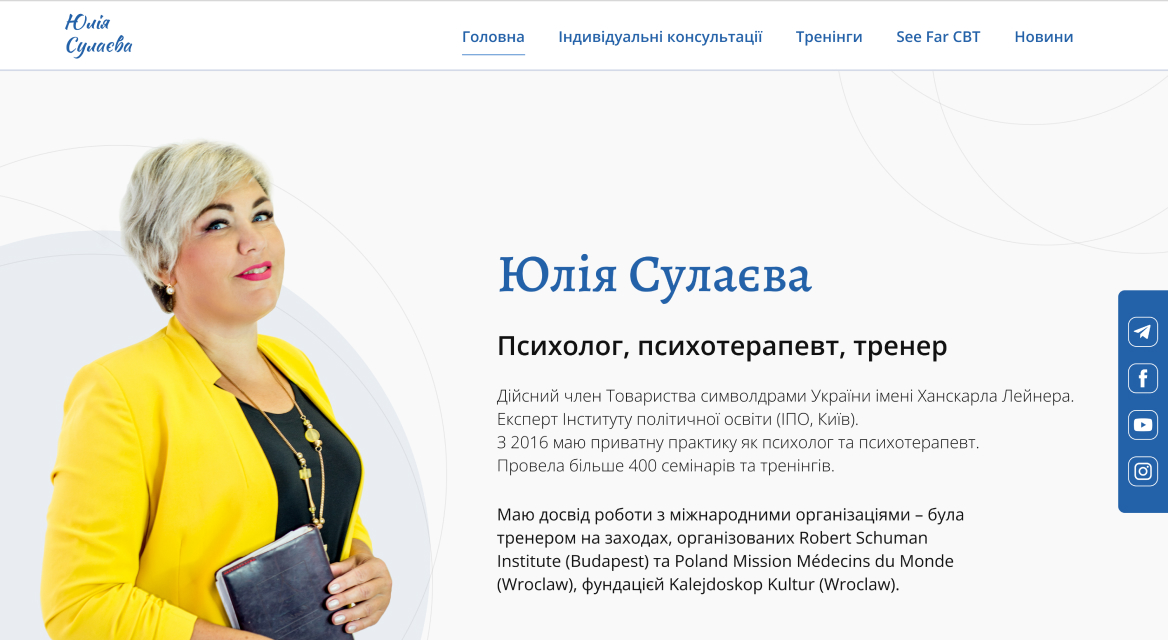 Юлія
Сулаєва
Головна Індивідуальні консультації Тренінги See Far CBT Новини
Юлія Сулаєва
Психолог, психотерапевт, тренер
Дійсний член Товариства символдрами України імені Ханскарла Лейнера.
Експерт Інституту політичної освіти (ІПО, Київ).
З 2016 маю приватну практику як психолог та психотерапевт.
Провела більше 400 семінарів та тренінгів.
Маю досвід роботи з міжнародними організаціями – була
тренером на заходах, організованих Robert Schuman
Institute (Budapest) та Poland Mission Médecins du Monde
(Wroclaw), фундацією Kalejdoskop Kultur (Wroclaw).